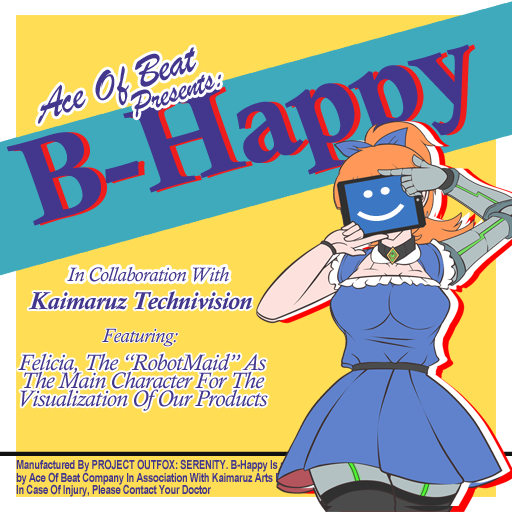 Ace Of Beat
Presents:
B-Happy
In Collaboration With
Kaimaruz Technivision
Featuring:
Felicia, The “RobotMaid” As
The Main Character For The
Visualization Of Our Products
Manufactured By PROJECT OUTFOX: SERENITY. B-Happy Is
by Ace Of Beat Company In Association With Kaimaruz Arts
In Case Of Injury, Please Contact Your Doctor